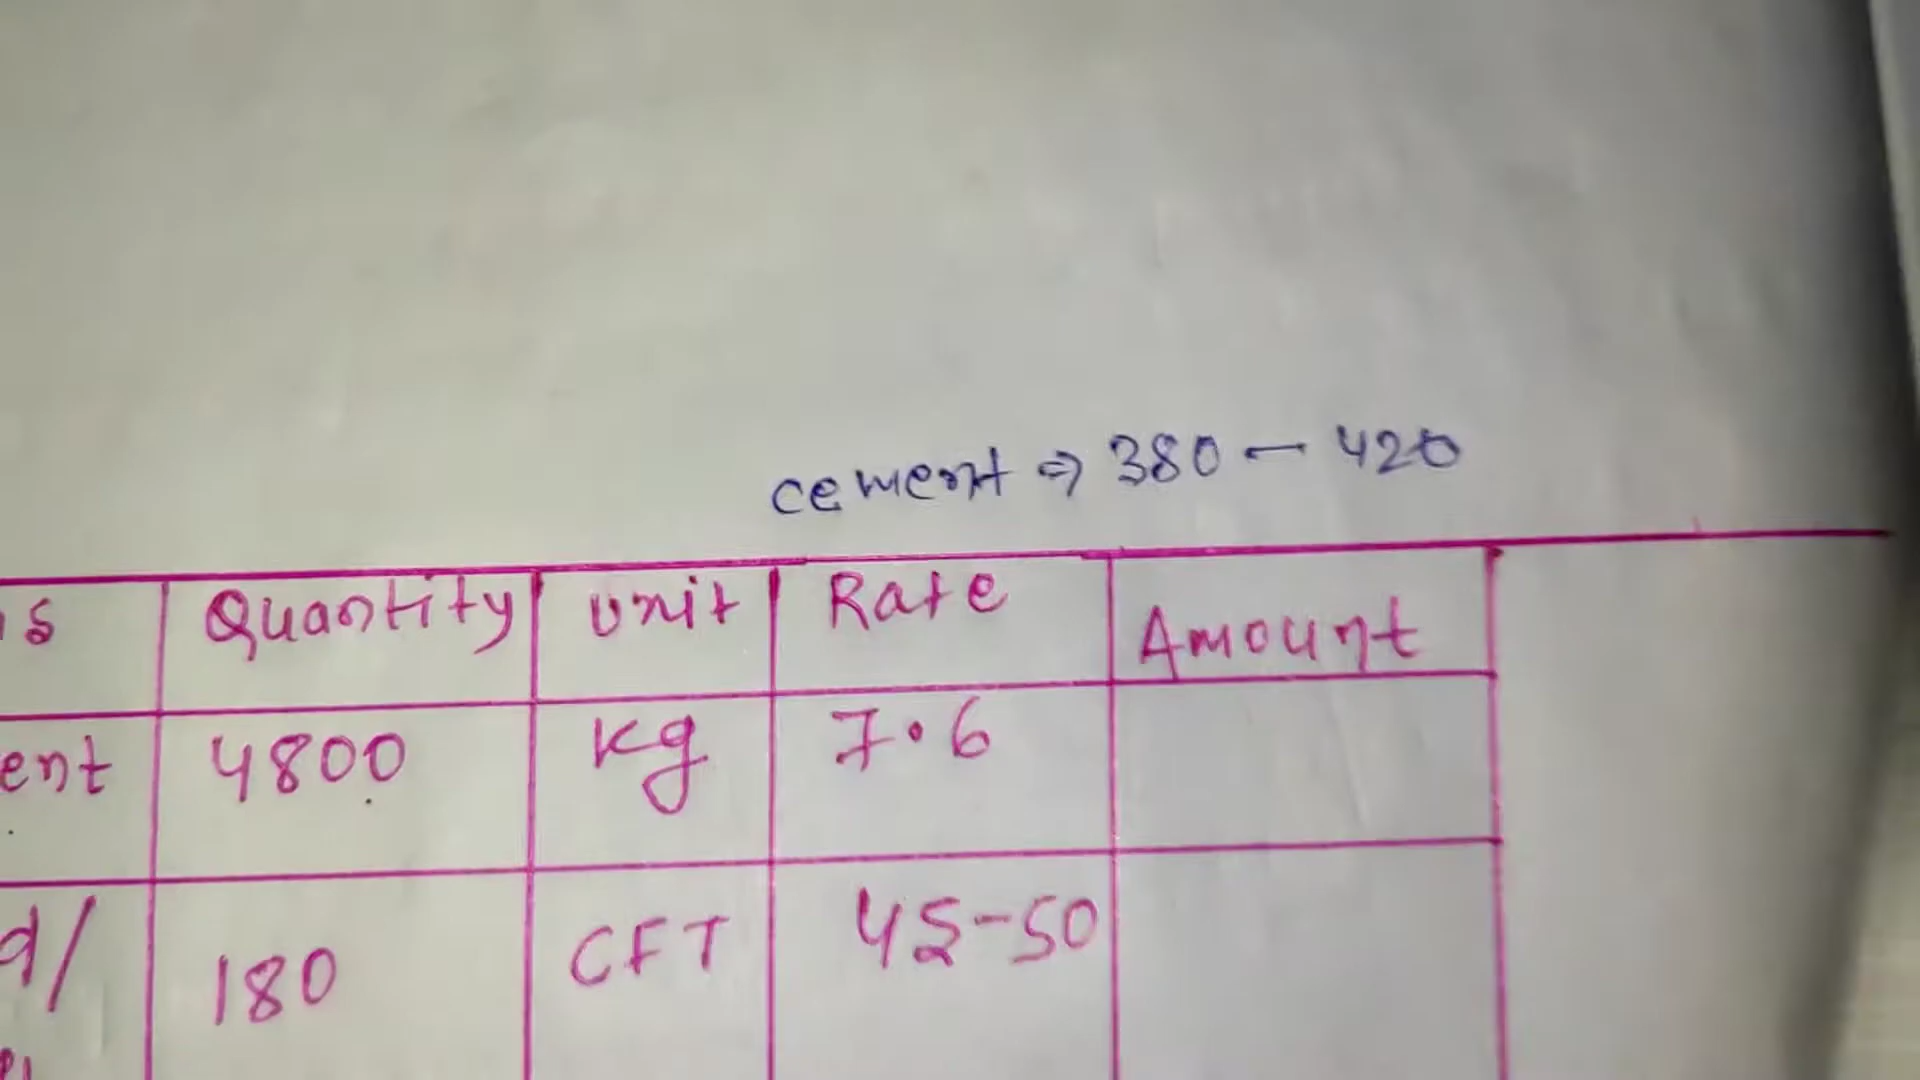 cement ⇒ 380 - 420
s Quantity unit Rate Amount
ent 4800 kg 7.6
d/ 180 CFT 45-50